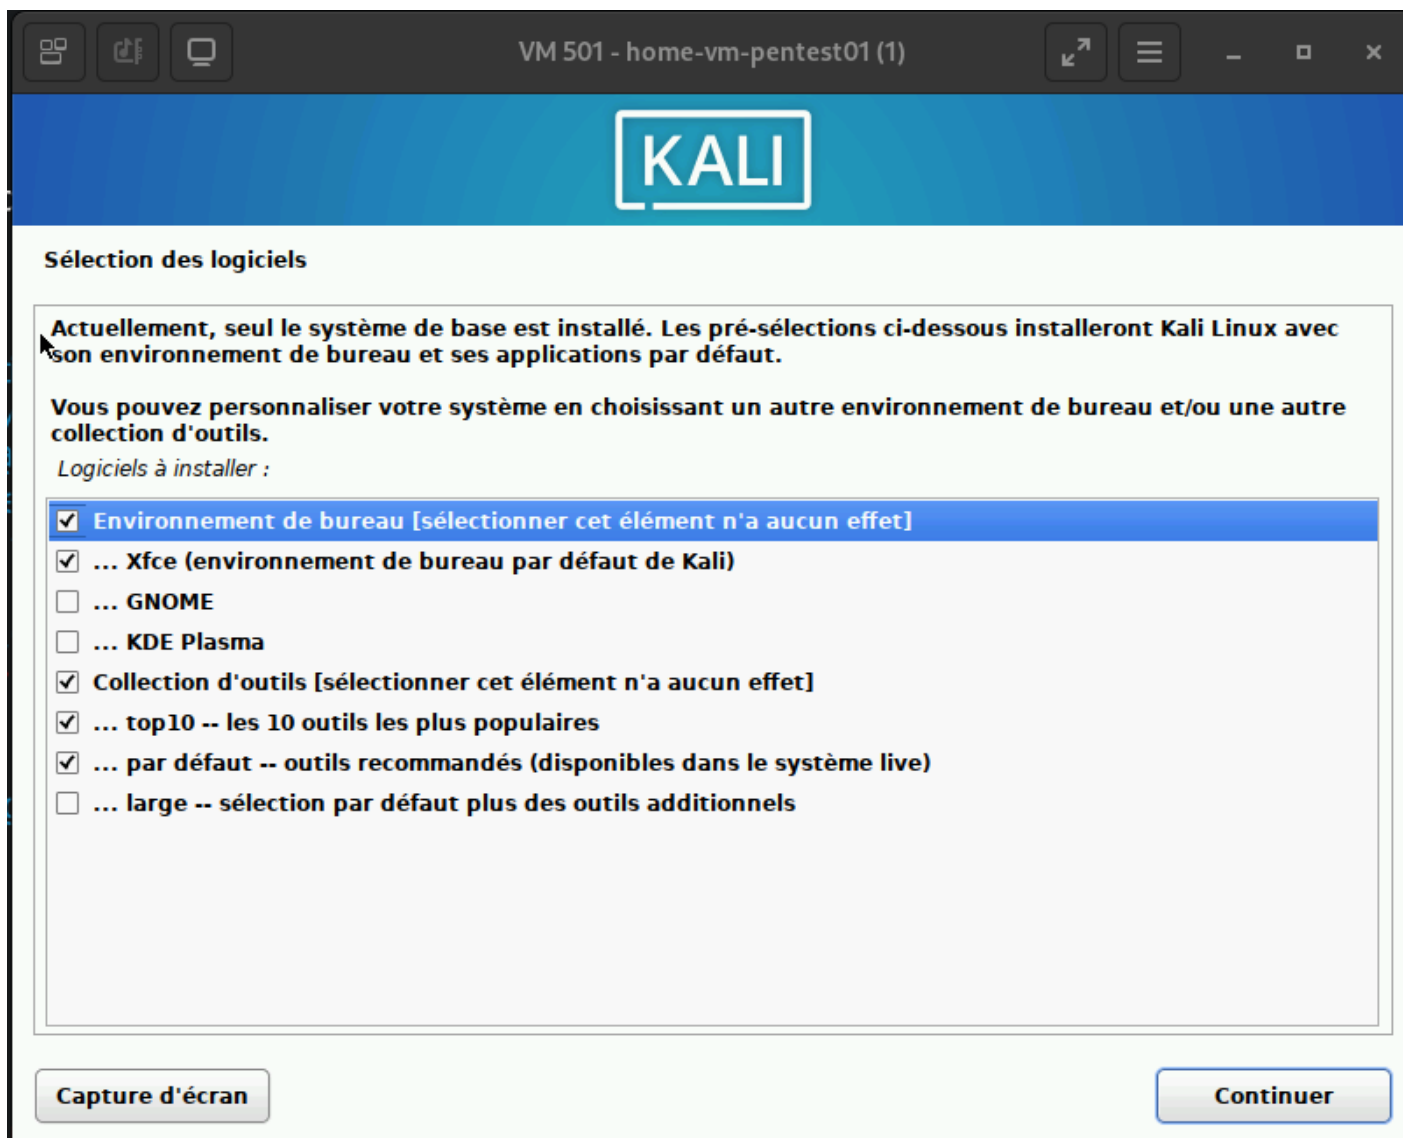 VM 501 - home-vm-pentest01 (1)
KALI
Sélection des logiciels
Actuellement, seul le système de base est installé. Les pré-sélections ci-dessous installeront Kali Linux avec
son environnement de bureau et ses applications par défaut.
Vous pouvez personnaliser votre système en choisissant un autre environnement de bureau et/ou une autre
collection d'outils.
Logiciels à installer :
Environnement de bureau [sélectionner cet élément n'a aucun effet]
... Xfce (environnement de bureau par défaut de Kali)
... GNOME
... KDE Plasma
Collection d'outils [sélectionner cet élément n'a aucun effet]
... top10 -- les 10 outils les plus populaires
... par défaut -- outils recommandés (disponibles dans le système live)
... large -- sélection par défaut plus des outils additionnels
Capture d'écran
Continuer